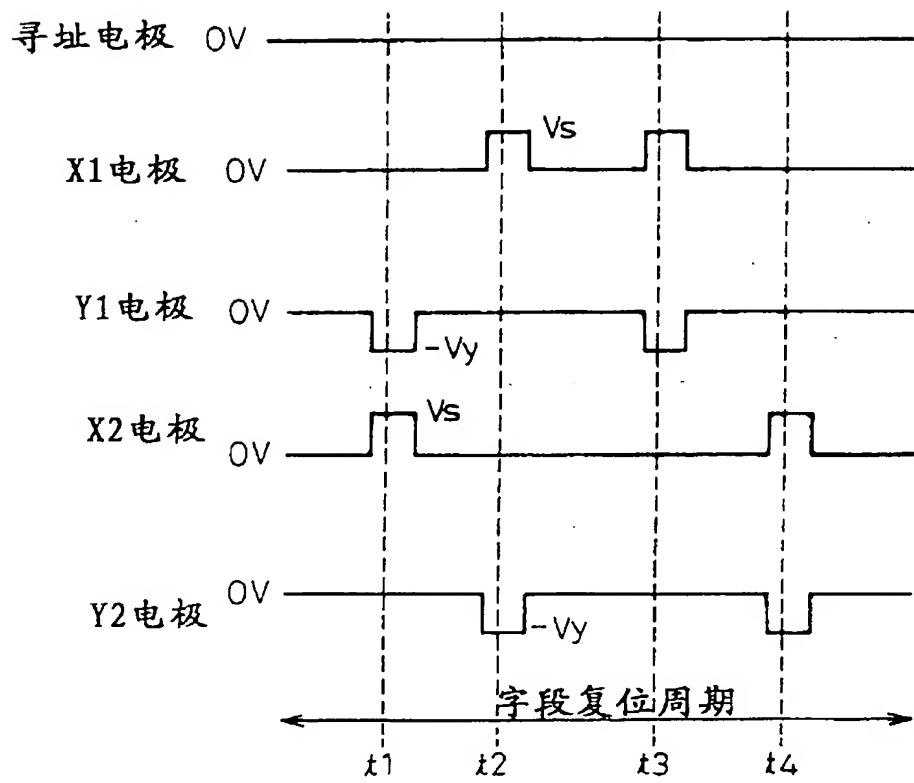 寻址电极 0V
Vs
X1电极 0V
Y1电极 0V
-Vy
Vs
X2电极 0V
0V
Y2电极
-Vy
字段复位周期
t1 t2 t3 t4